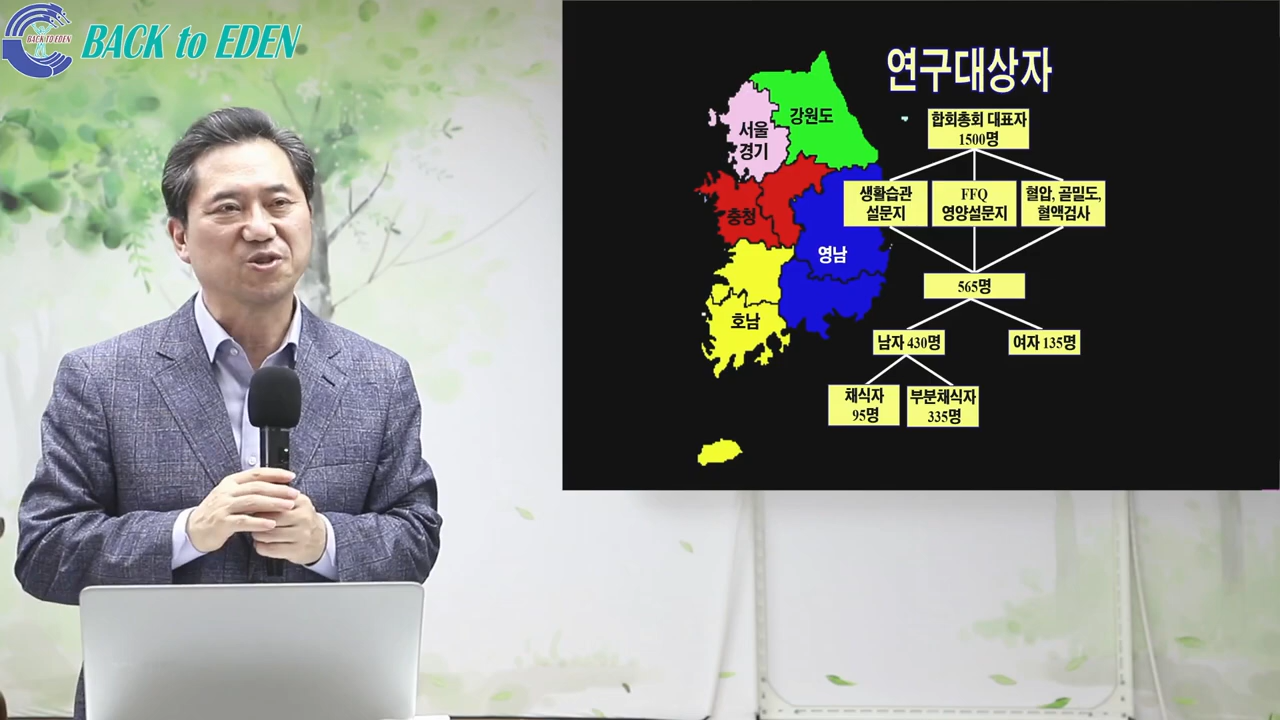 BACK TO EDEN
BACK to EDEN
연구대상자
강원도
서울
경기
충청
영남
호남
합회총회 대표자
1500명
생활습관
설문지
FFQ
영양설문지
혈압, 골밀도,
혈액검사
565명
남자 430명
여자 135명
채식자
95명
부분채식자
335명